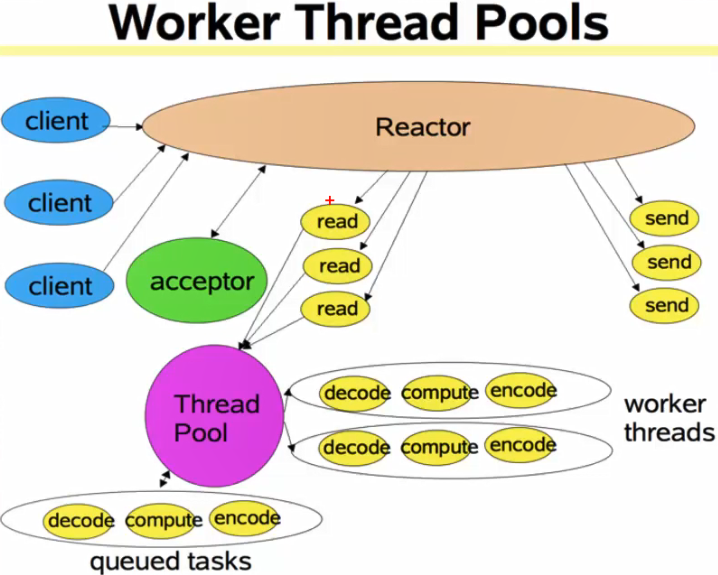 Worker Thread Pools
client
Reactor
client
client
acceptor
read
read
read
send
send
send
Thread
Pool
decode compute encode
decode compute encode
worker
threads
decode compute encode
queued tasks